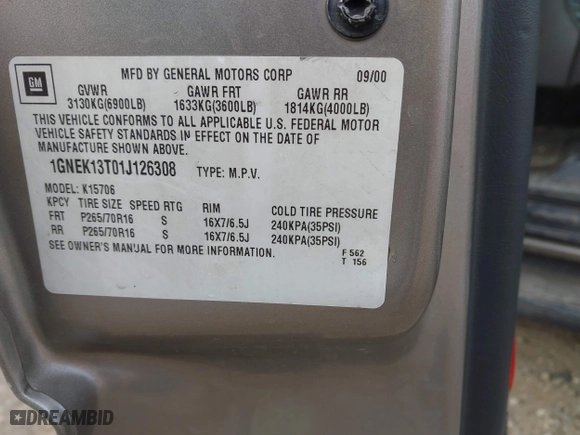 GM
MFD BY GENERAL MOTORS CORP 09/00
GVWR GAWR FRT GAWR RR
3130KG(6900LB) 1633KG(3600LB) 1814KG(4000LB)
THIS VEHICLE CONFORMS TO ALL APPLICABLE U.S. FEDERAL MOTOR
VEHICLE SAFETY STANDARDS IN EFFECT ON THE DATE OF
MANUFACTURE SHOWN ABOVE.
1GNEK13T01J126308 TYPE: M.P.V.
MODEL: K15706
KPCY TIRE SIZE SPEED RTG RIM COLD TIRE PRESSURE
FRT P265/70R16 S 16X7/6.5J 240KPA(35PSI)
RR P265/70R16 S 16X7/6.5J 240KPA(35PSI)
SEE OWNER'S MANUAL FOR MORE INFORMATION.
F 562
T 156
DREAMBID